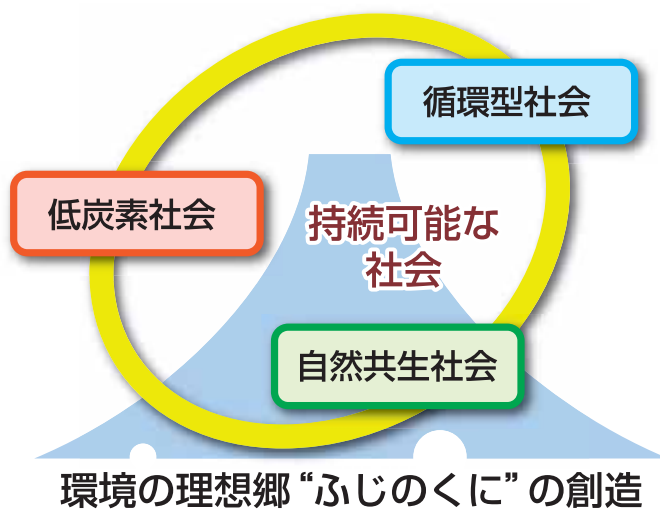 循環型社会
低炭素社会
持続可能な
社会
自然共生社会
環境の理想郷“ふじのくに”の創造